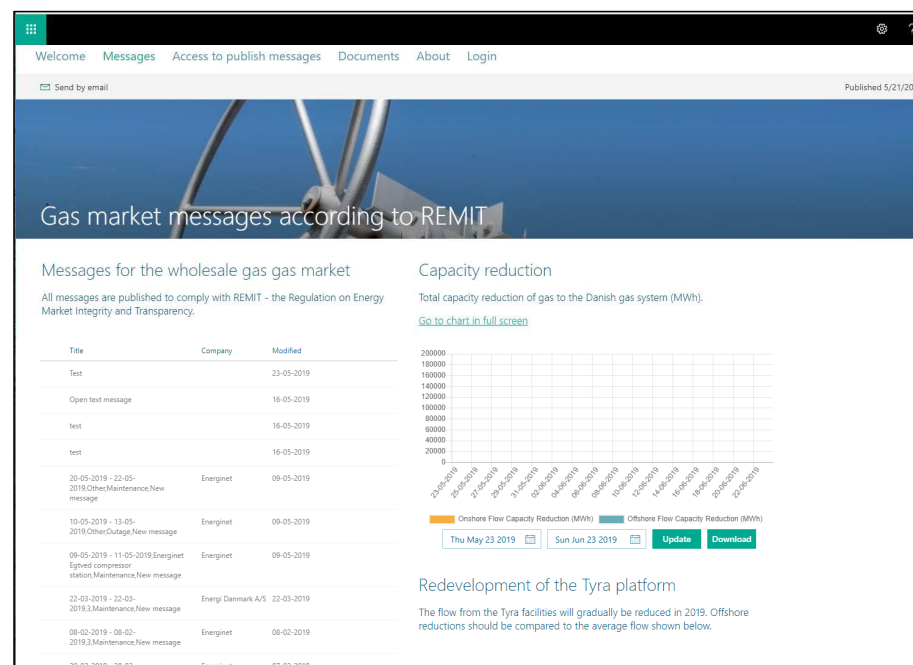 Welcome Messages Access to publish messages Documents About Login
Send by email
Published 5/21/20
Gas market messages according to REMIT
Messages for the wholesale gas gas market
All messages are published to comply with REMIT - the Regulation on Energy
Market Integrity and Transparency.
Title Company Modified
Test 23-05-2019
Open text message 16-05-2019
test 16-05-2019
test 16-05-2019
20-05-2019 - 22-05-
2019,Other,Maintenance,New
message
Energinet 09-05-2019
10-05-2019 - 13-05-
2019,Other,Outage,New message
Energinet 09-05-2019
09-05-2019 - 11-05-2019,Energinet
Egtved compressor
station,Maintenance,New message
Energinet 09-05-2019
22-03-2019 - 22-03-
2019,3,Maintenance,New message
Energi Danmark A/S 22-03-2019
08-02-2019 - 08-02-
2019,3,Maintenance,New message
Energinet 08-02-2019
Capacity reduction
Total capacity reduction of gas to the Danish gas system (MWh).
Go to chart in full screen
200000
180000
160000
140000
120000
100000
80000
60000
40000
20000
0
23-05-2019
25-05-2019
27-05-2019
29-05-2019
31-05-2019
02-06-2019
04-06-2019
06-06-2019
08-06-2019
10-06-2019
12-06-2019
14-06-2019
16-06-2019
18-06-2019
20-06-2019
22-06-2019
Onshore Flow Capacity Reduction (MWh) Offshore Flow Capacity Reduction (MWh)
Thu May 23 2019 Sun Jun 23 2019 Update Download
Redevelopment of the Tyra platform
The flow from the Tyra facilities will gradually be reduced in 2019. Offshore
reductions should be compared to the average flow shown below.